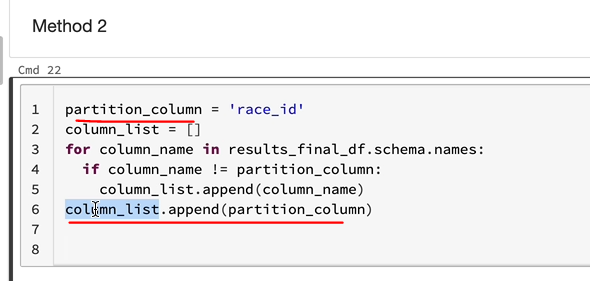 Method 2
Cmd 22
1 partition_column = 'race_id'
2 column_list = []
3 for column_name in results_final_df.schema.names:
4   if column_name != partition_column:
5     column_list.append(column_name)
6 column_list.append(partition_column)
7
8